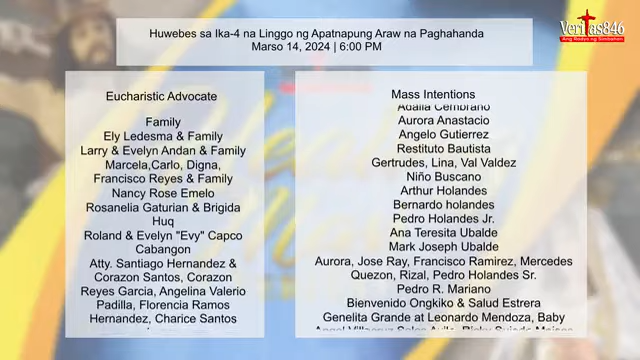 Huwebes sa Ika-4 na Linggo ng Apatnapung Araw na Paghahanda
Marso 14, 2024 | 6:00 PM
Veritas846
Ang Radyo ng Simbahan
Eucharistic Advocate
Family
Ely Ledesma & Family
Larry & Evelyn Andan & Family
Marcela,Carlo, Digna,
Francisco Reyes & Family
Nancy Rose Emelo
Rosanelia Gaturian & Brigida
Huq
Roland & Evelyn "Evy" Capco
Cabangon
Atty. Santiago Hernandez &
Corazon Santos, Corazon
Reyes Garcia, Angelina Valerio
Padilla, Florencia Ramos
Hernandez, Charice Santos
Mass Intentions
Adalia Cembrano
Aurora Anastacio
Angelo Gutierrez
Restituto Bautista
Gertrudes, Lina, Val Valdez
Niño Buscano
Arthur Holandes
Bernardo holandes
Pedro Holandes Jr.
Ana Teresita Ubalde
Mark Joseph Ubalde
Aurora, Jose Ray, Francisco Ramirez, Mercedes
Quezon, Rizal, Pedro Holandes Sr.
Pedro R. Mariano
Bienvenido Ongkiko & Salud Estrera
Genelita Grande at Leonardo Mendoza, Baby